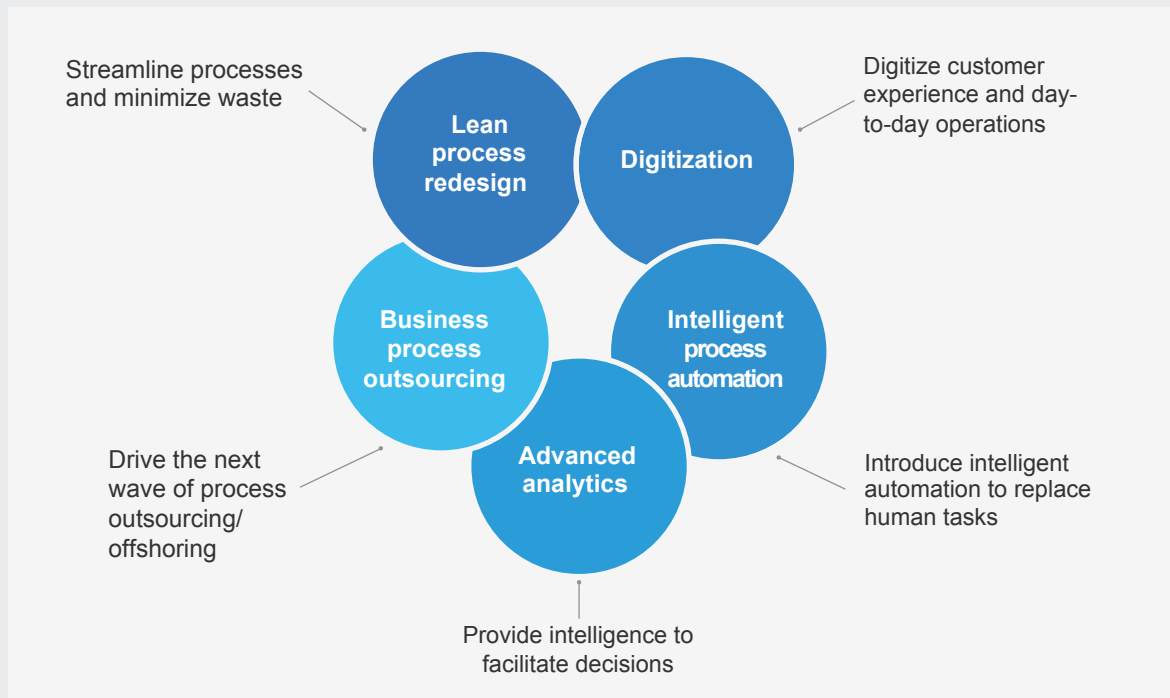 Streamline processes
and minimize waste
Lean
process
redesign
Digitization
Digitize customer
experience and day-
to-day operations
Business
process
outsourcing
Intelligent
process
automation
Advanced
analytics
Drive the next
wave of process
outsourcing/
offshoring
Introduce intelligent
automation to replace
human tasks
Provide intelligence to
facilitate decisions